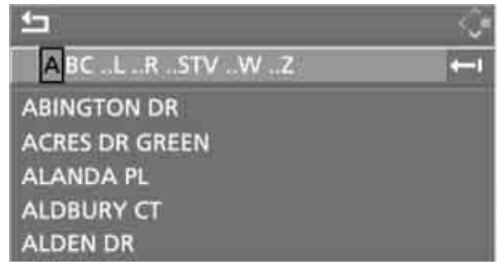 ABC ..L ..R ..STV ..W ..Z
ABINGTON DR
ACRES DR GREEN
ALANDA PL
ALDBURY CT
ALDEN DR